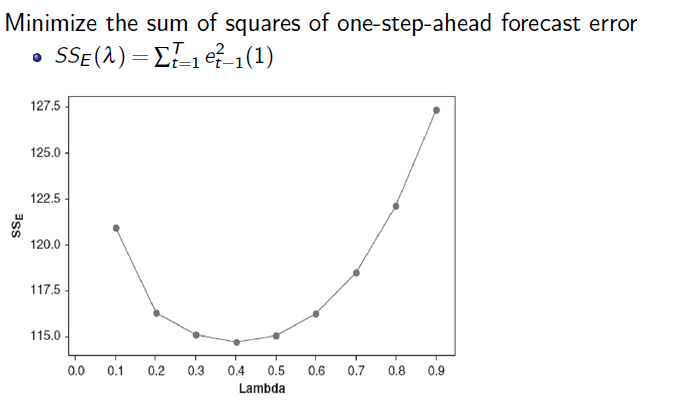 Minimize the sum of squares of one-step-ahead forecast error
• SS_E(λ) = ∑_{t=1}^{T} e_{t−1}^{2}(1)
127.5
125.0
122.5
120.0
117.5
115.0
SS_E
0.0 0.1 0.2 0.3 0.4 0.5 0.6 0.7 0.8 0.9
Lambda